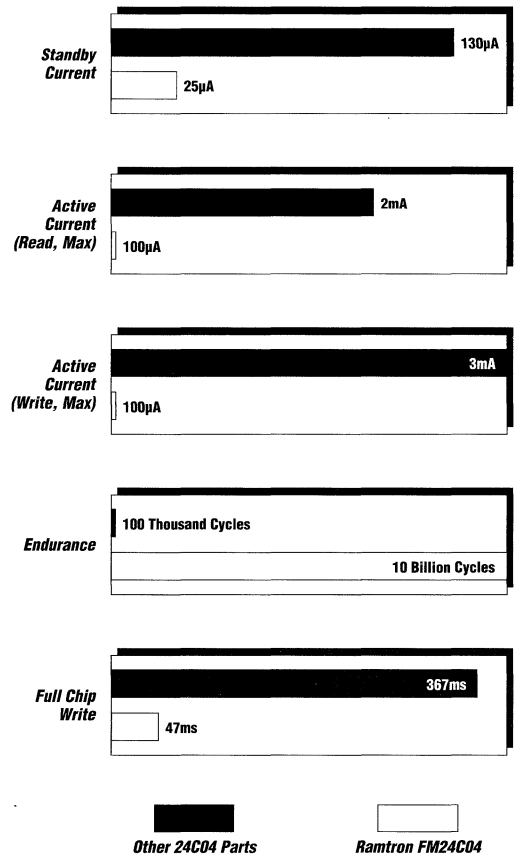 Standby
Current
130µA
25µA
Active
Current
(Read, Max)
2mA
100µA
Active
Current
(Write, Max)
3mA
100µA
Endurance
100 Thousand Cycles
10 Billion Cycles
Full Chip
Write
367ms
47ms
Other 24C04 Parts
Ramtron FM24C04